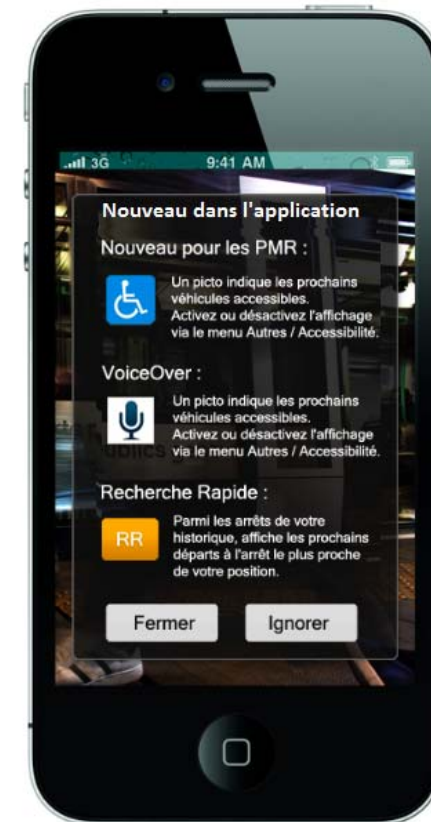 3G 9:41 AM
Nouveau dans l'application
Nouveau pour les PMR :
Un picto indique les prochains
véhicules accessibles.
Activez ou désactivez l'affichage
via le menu Autres / Accessibilité.
VoiceOver :
Un picto indique les prochains
véhicules accessibles.
Activez ou désactivez l'affichage
via le menu Autres / Accessibilité.
Recherche Rapide :
RR
Parmi les arrêts de votre
historique, affiche les prochains
départs à l'arrêt le plus proche
de votre position.
Fermer Ignorer